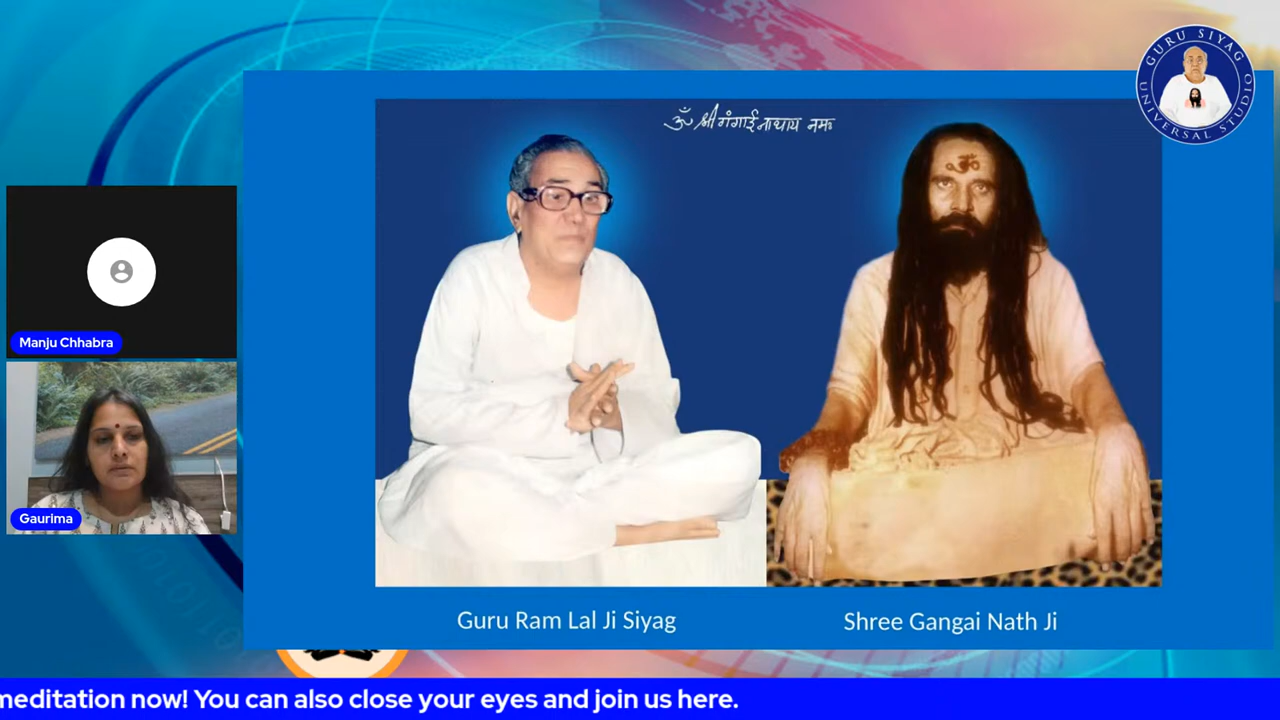 GURU SIYAG
UNIVERSAL STUDIO
ॐ श्री गंगाई नाथाय नमः
Manju Chhabra
Gaurima
Guru Ram Lal Ji Siyag
Shree Gangai Nath Ji
meditation now! You can also close your eyes and join us here.